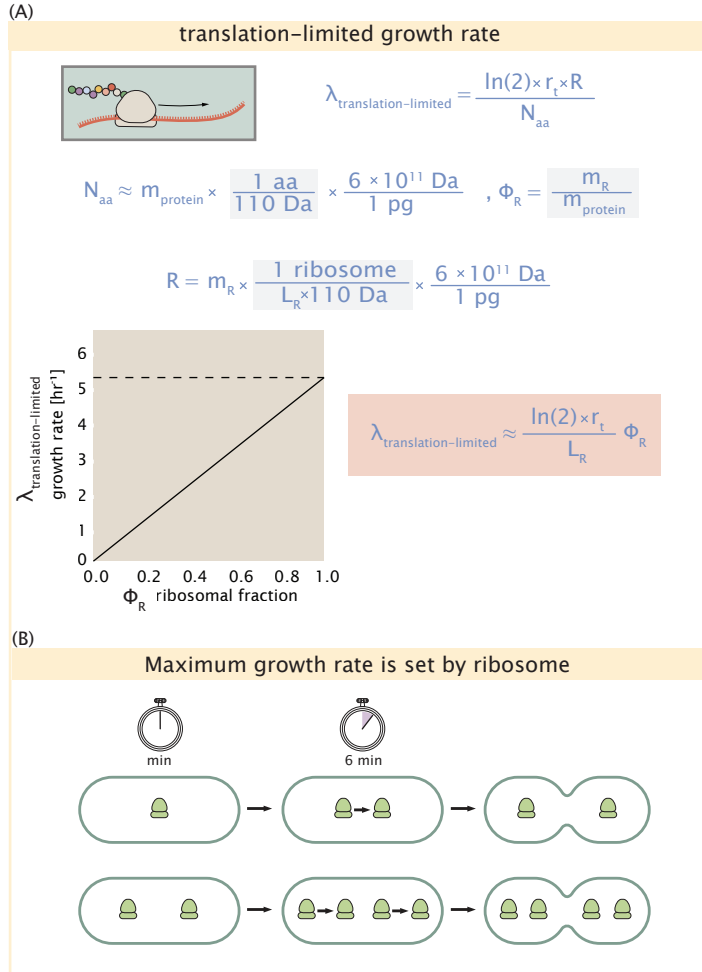 (A)
translation-limited growth rate
λtranslation-limited = ln(2)× rt × R / Naa
Naa ≈ mprotein × 1 aa / 110 Da × 6 ×10¹¹ Da / 1 pg , ΦR = mR / mprotein
R = mR × 1 ribosome / LR×110 Da × 6 ×10¹¹ Da / 1 pg
λtranslation-limited
growth rate [hr⁻¹]
6
5
4
3
2
1
0
0.0 0.2 0.4 0.6 0.8 1.0
ΦR ribosomal fraction
λtranslation-limited ≈ ln(2)×rt / LR ΦR
(B)
Maximum growth rate is set by ribosome
min
6 min